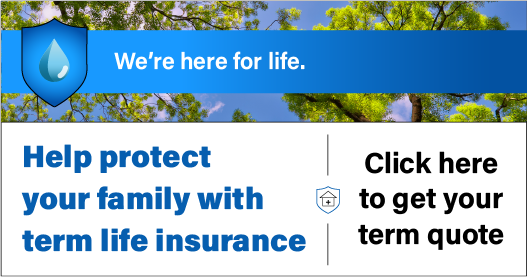 We're here for life.
Help protect
your family with
term life insurance
Click here
to get your
term quote